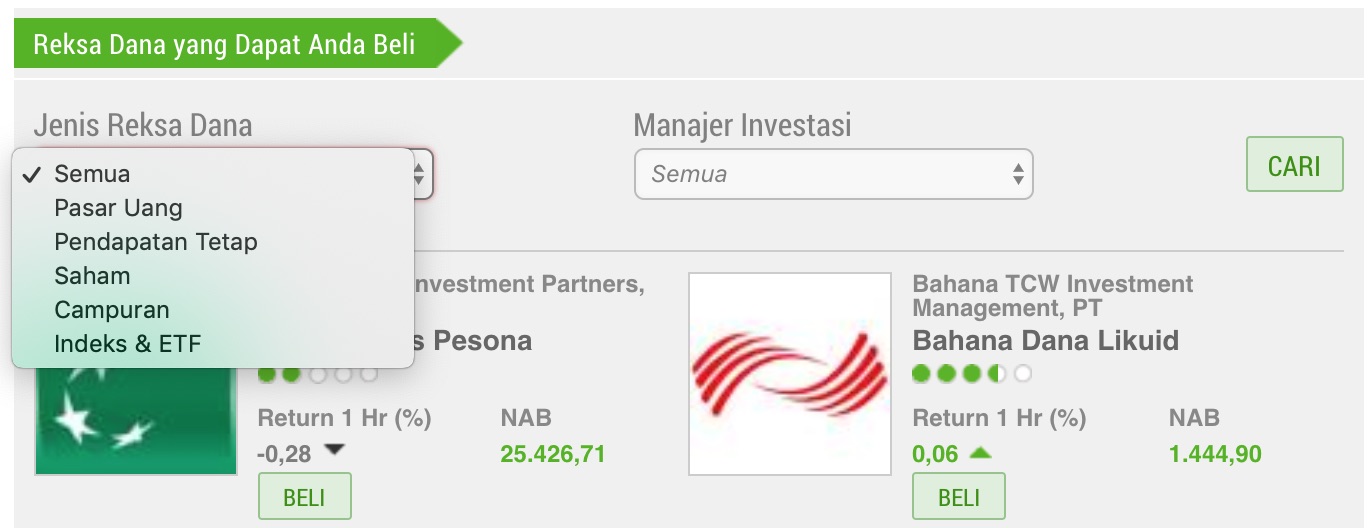 Reksa Dana yang Dapat Anda Beli
Jenis Reksa Dana
Manajer Investasi
✓ Semua
Pasar Uang
Pendapatan Tetap
Saham
Campuran
Indeks & ETF
Semua
CARI
nvestment Partners,
s Pesona
Return 1 Hr (%)
NAB
-0,28
25.426,71
BELI
Bahana TCW Investment
Management, PT
Bahana Dana Likuid
Return 1 Hr (%)
NAB
0,06
1.444,90
BELI